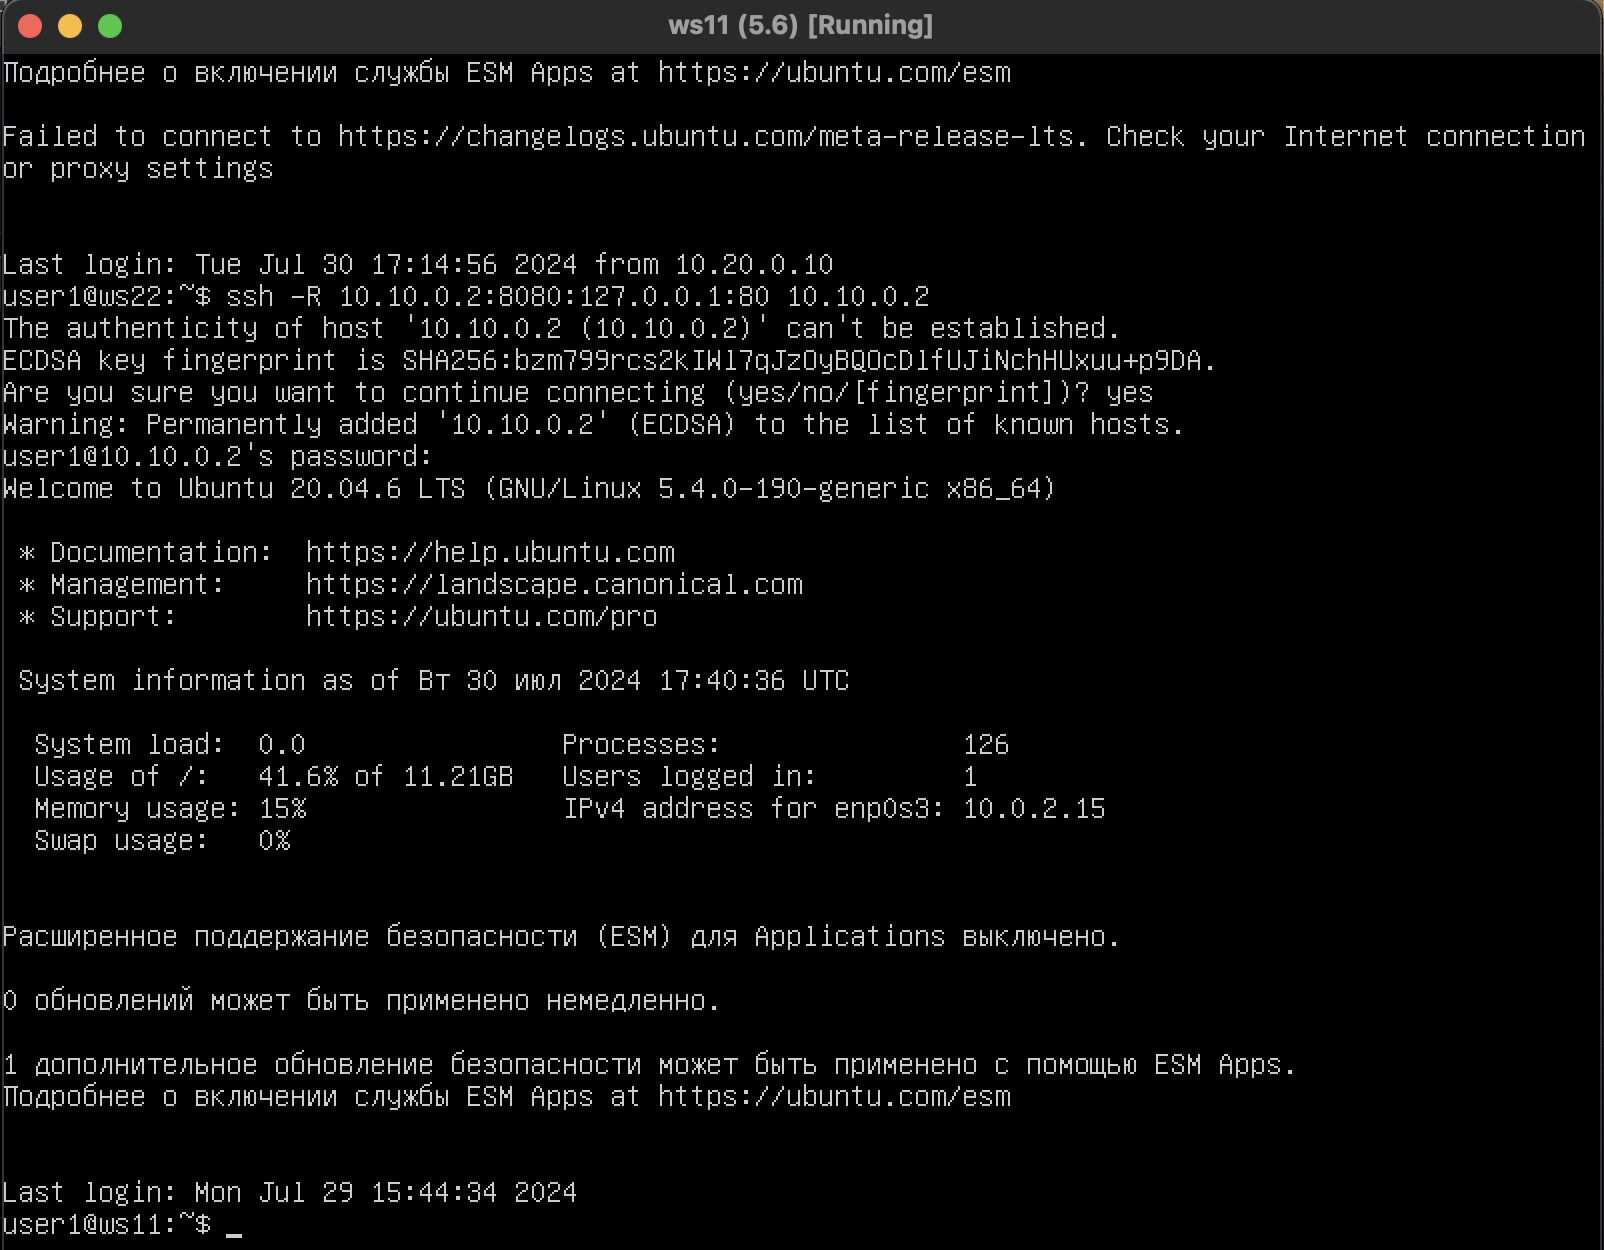 ws11 (5.6) [Running]
Подробнее о включении службы ESM Apps at https://ubuntu.com/esm
Failed to connect to https://changelogs.ubuntu.com/meta-release-lts. Check your Internet connection
or proxy settings
Last login: Tue Jul 30 17:14:56 2024 from 10.20.0.10
user1@ws22:~$ ssh -R 10.10.0.2:8080:127.0.0.1:80 10.10.0.2
The authenticity of host '10.10.0.2 (10.10.0.2)' can't be established.
ECDSA key fingerprint is SHA256:bzm799rcs2kIWl7qJzOyBQOcDlfUJiNchHUxuu+p9DA.
Are you sure you want to continue connecting (yes/no/[fingerprint])? yes
Warning: Permanently added '10.10.0.2' (ECDSA) to the list of known hosts.
user1@10.10.0.2's password:
Welcome to Ubuntu 20.04.6 LTS (GNU/Linux 5.4.0-190-generic x86_64)
* Documentation:  https://help.ubuntu.com
* Management:     https://landscape.canonical.com
* Support:        https://ubuntu.com/pro
System information as of Вт 30 июл 2024 17:40:36 UTC
System load:  0.0                Processes:               126
Usage of /:   41.6% of 11.21GB   Users logged in:         1
Memory usage: 15%                IPv4 address for enp0s3: 10.0.2.15
Swap usage:   0%
Расширенное поддержание безопасности (ESM) для Applications выключено.
0 обновлений может быть применено немедленно.
1 дополнительное обновление безопасности может быть применено с помощью ESM Apps.
Подробнее о включении службы ESM Apps at https://ubuntu.com/esm
Last login: Mon Jul 29 15:44:34 2024
user1@ws11:~$ _